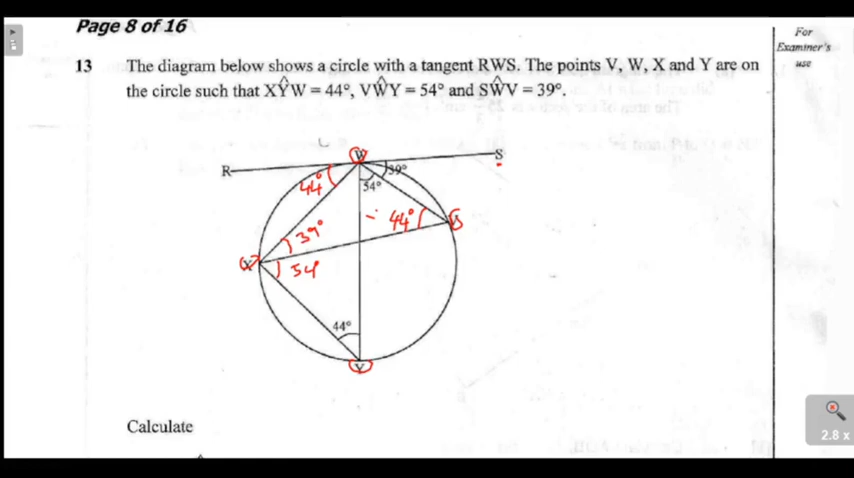 Page 8 of 16
For
Examiner's
use
13 The diagram below shows a circle with a tangent RWS. The points V, W, X and Y are on
the circle such that XŶW = 44°, VŴY = 54° and SŴV = 39°.
R
W
S
44°
54°
39°
39°
44°
V
X
54°
44°
Y
Calculate
2.8 x